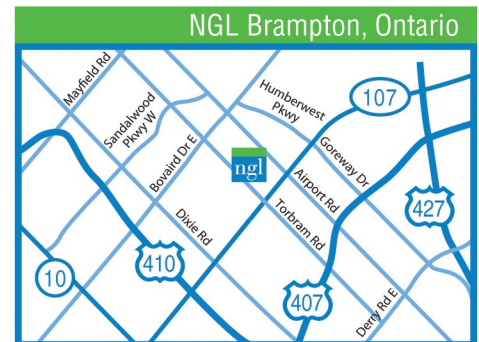 NGL Brampton, Ontario
Mayfield Rd
Sandalwood
Pkwy W
Bovaird Dr E
Humberwest
Pkwy
107
ngl
Goreway Dr
Airport Rd
Torbram Rd
Dixie Rd
427
410
10
407
Derry Rd E